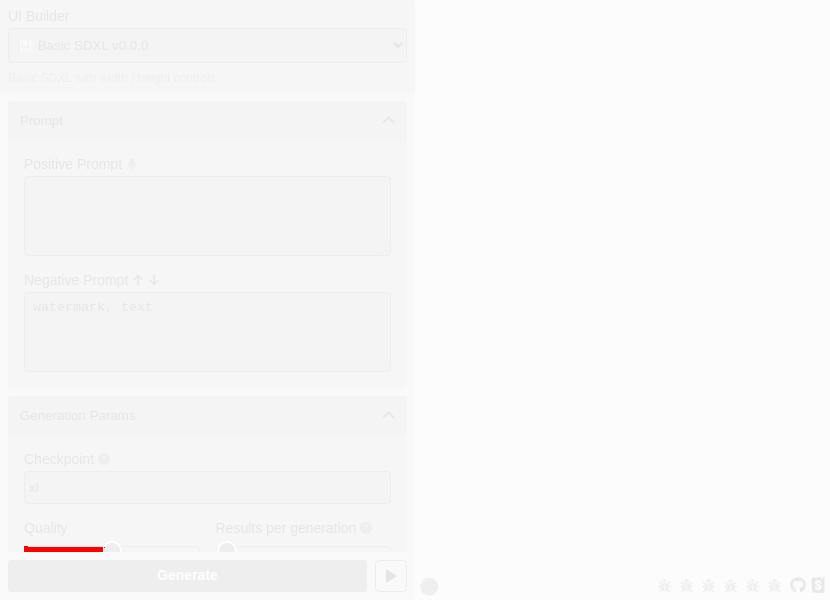 UI Builder
Basic SDXL v0.0.0
Basic SDXL with width / height controls
Prompt
Positive Prompt
Negative Prompt
watermark, text
Generation Params
Checkpoint
xl
Quality
Results per generation
Generate